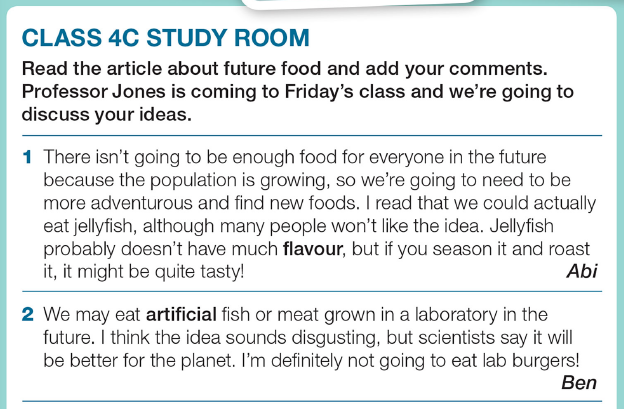 CLASS 4C STUDY ROOM
Read the article about future food and add your comments.
Professor Jones is coming to Friday's class and we're going to
discuss your ideas.
1 There isn't going to be enough food for everyone in the future
because the population is growing, so we're going to need to be
more adventurous and find new foods. I read that we could actually
eat jellyfish, although many people won't like the idea. Jellyfish
probably doesn't have much flavour, but if you season it and roast
it, it might be quite tasty! Abi
2 We may eat artificial fish or meat grown in a laboratory in the
future. I think the idea sounds disgusting, but scientists say it will
be better for the planet. I'm definitely not going to eat lab burgers!
Ben